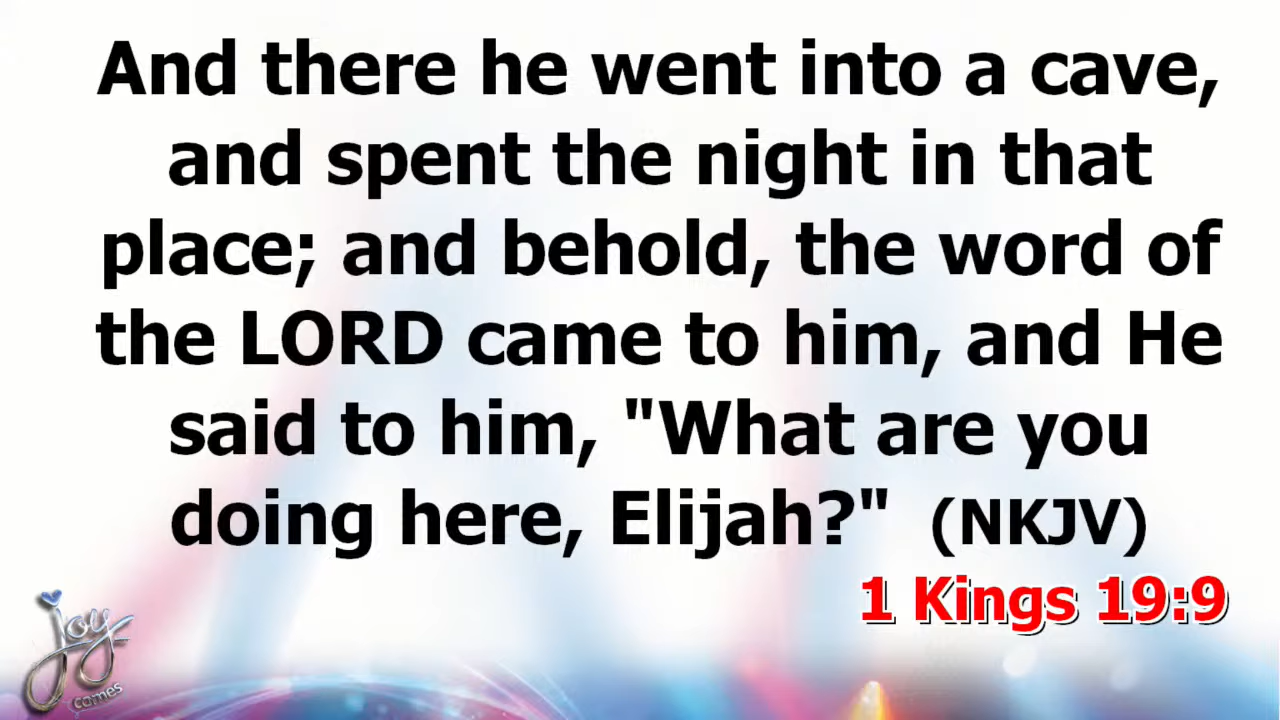 And there he went into a cave,
and spent the night in that
place; and behold, the word of
the LORD came to him, and He
said to him, "What are you
doing here, Elijah?" (NKJV)
1 Kings 19:9
joy
comes